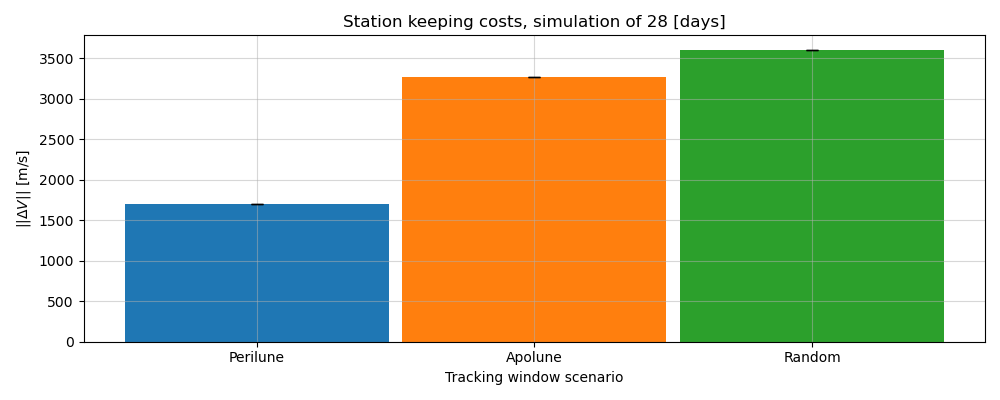 Station keeping costs, simulation of 28 [days]
||ΔV|| [m/s]
3500
3000
2500
2000
1500
1000
500
0
Perilune Apolune Random
Tracking window scenario